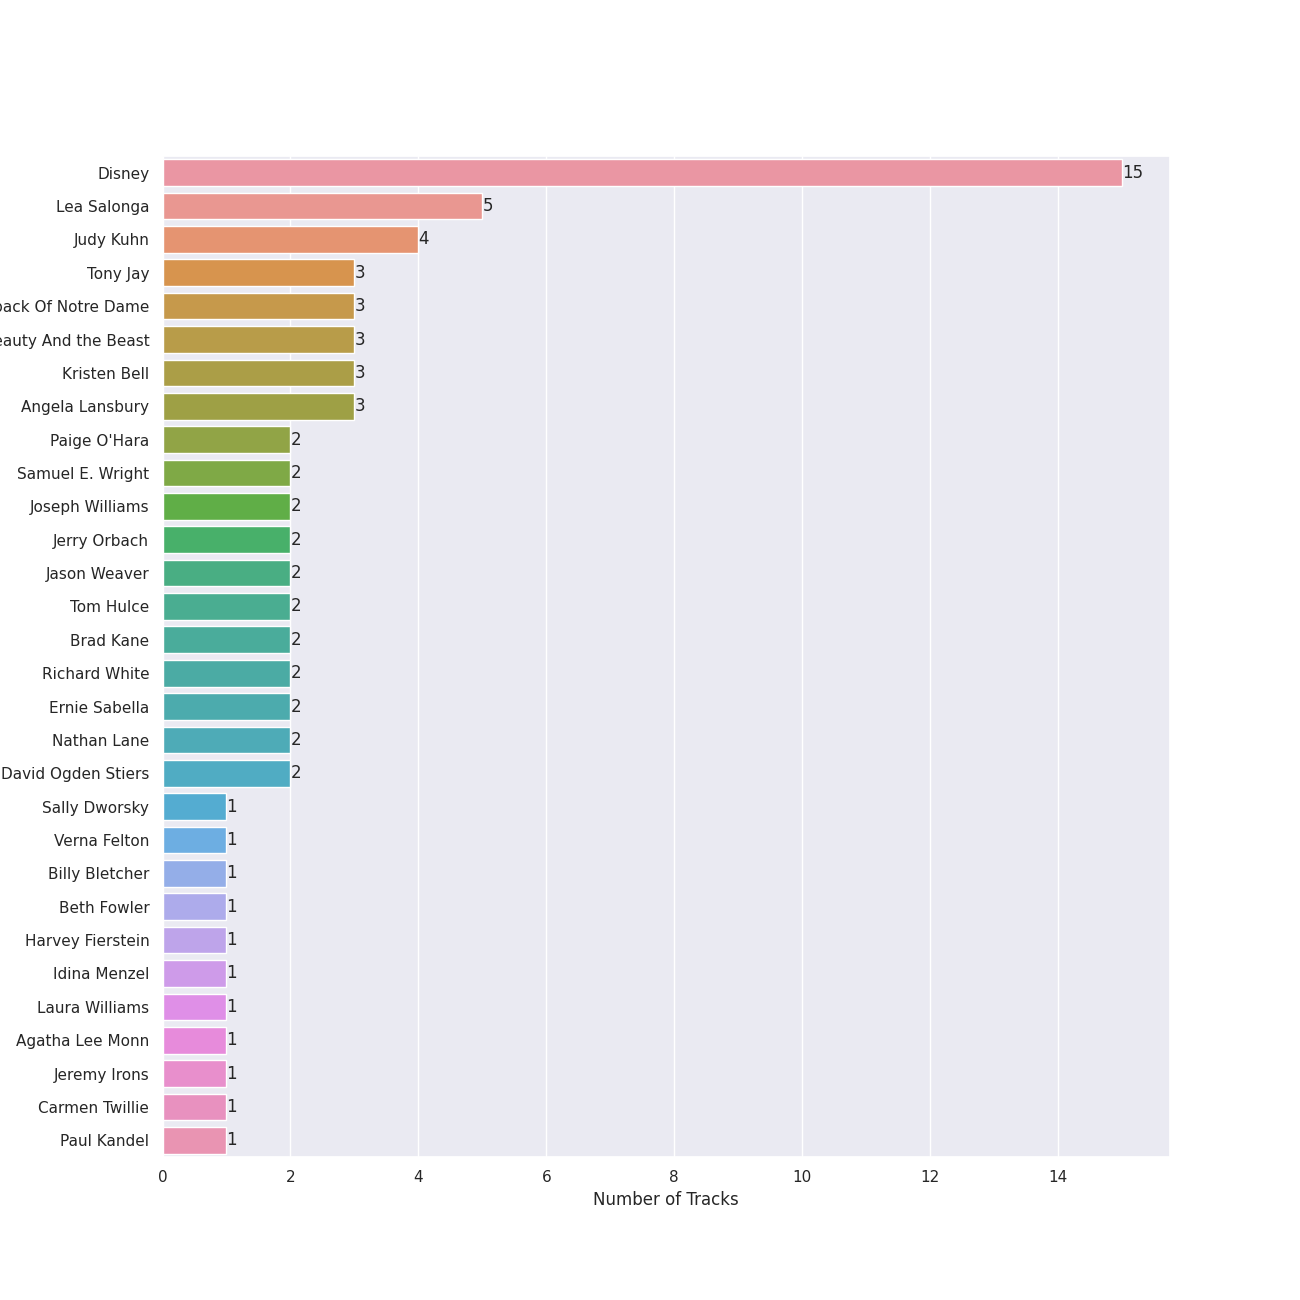 Disney 15
Lea Salonga 5
Judy Kuhn 4
Tony Jay 3
Of Notre Dame 3
And the Beast 3
Kristen Bell 3
Angela Lansbury 3
Paige O'Hara 2
Samuel E. Wright 2
Joseph Williams 2
Jerry Orbach 2
Jason Weaver 2
Tom Hulce 2
Brad Kane 2
Richard White 2
Ernie Sabella 2
Nathan Lane 2
David Ogden Stiers 2
Sally Dworsky 1
Verna Felton 1
Billy Bletcher 1
Beth Fowler 1
Harvey Fierstein 1
Idina Menzel 1
Laura Williams 1
Agatha Lee Monn 1
Jeremy Irons 1
Carmen Twillie 1
Paul Kandel 1
0 2 4 6 8 10 12 14
Number of Tracks